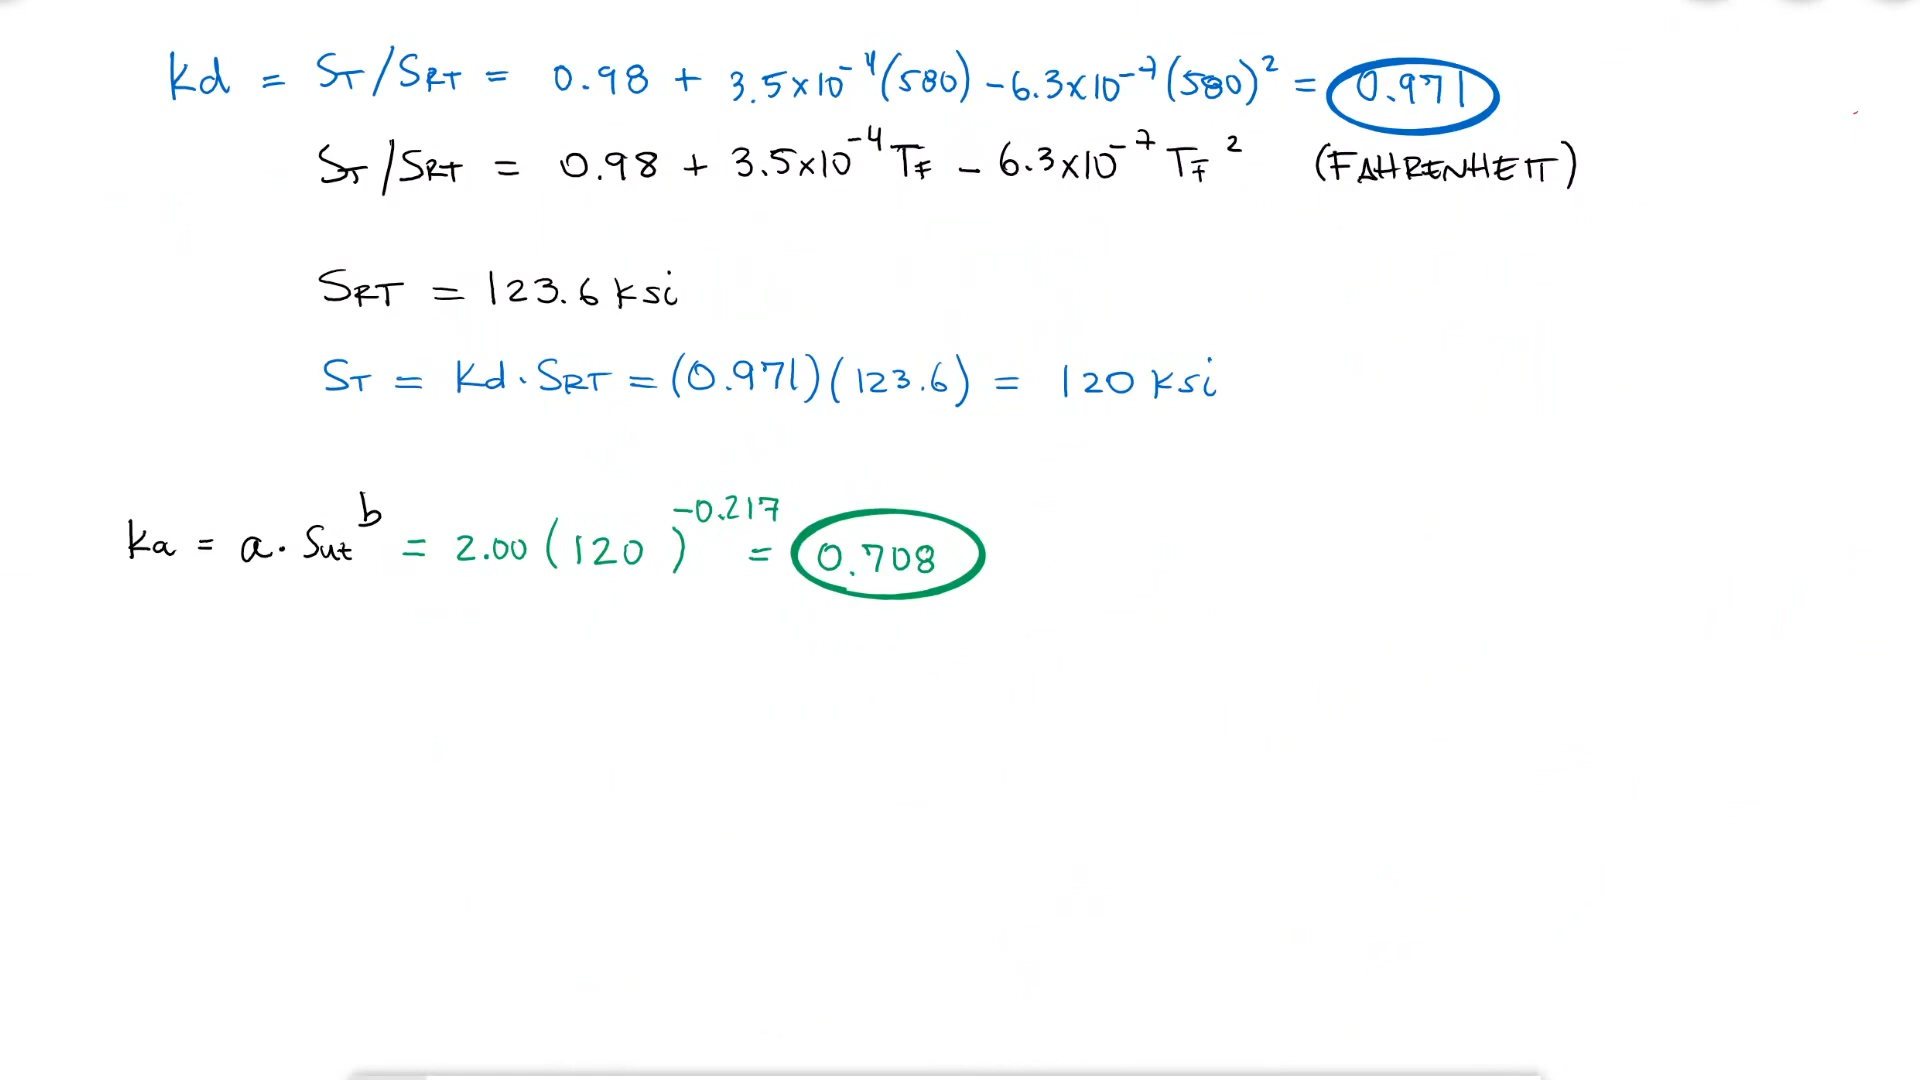 kd = ST/SRT = 0.98 + 3.5x10⁻⁴(580) - 6.3x10⁻⁷(580)² = 0.971
ST/SRT = 0.98 + 3.5x10⁻⁴ TF - 6.3x10⁻⁷ TF² (FAHRENHEIT)
SRT = 123.6 ksi
ST = Kd · SRT = (0.971)(123.6) = 120 ksi
ka = a · Sut^b = 2.00 (120)^-0.217 = 0.708